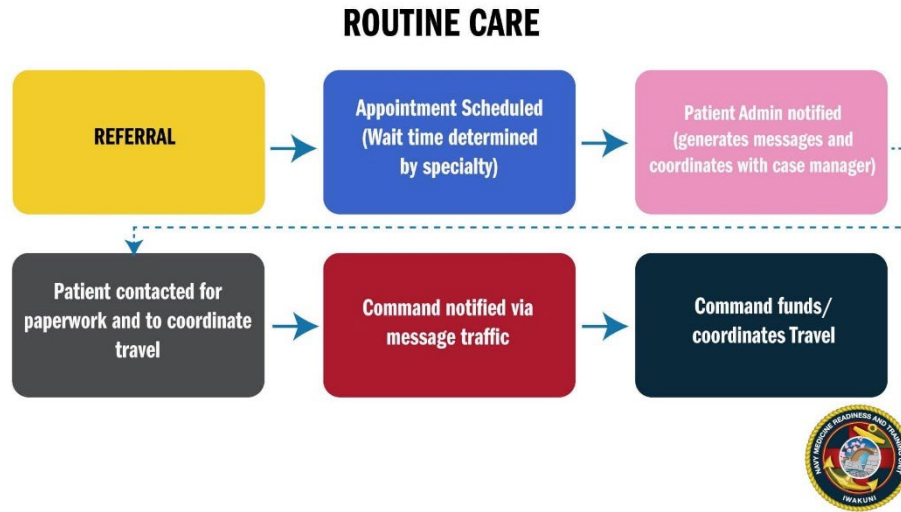 ROUTINE CARE
REFERRAL
Appointment Scheduled
(Wait time determined
by specialty)
Patient Admin notified
(generates messages and
coordinates with case manager)
Patient contacted for
paperwork and to coordinate
travel
Command notified via
message traffic
Command funds/
coordinates Travel
NAVY MEDICINE READINESS AND TRAINING UNIT
IWAKUNI